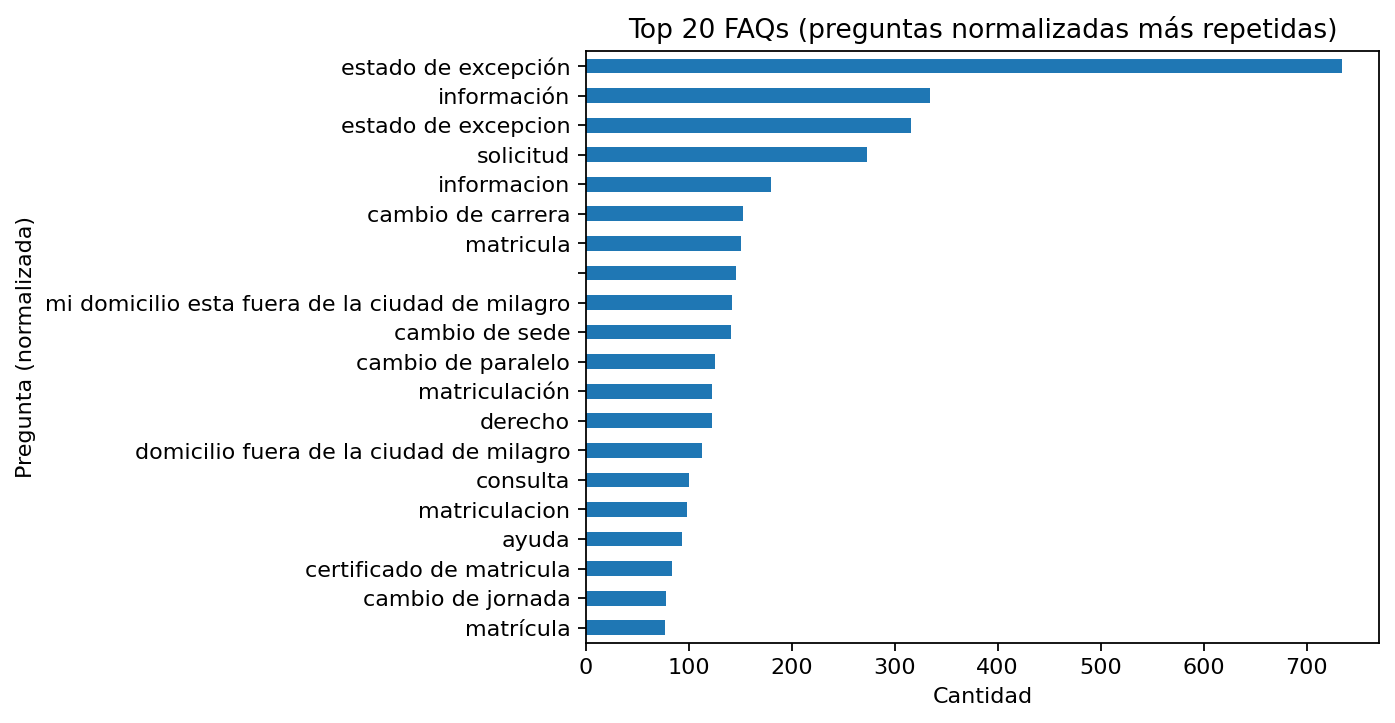 Top 20 FAQs (preguntas normalizadas más repetidas)
Pregunta (normalizada)
estado de excepción
información
estado de excepcion
solicitud
informacion
cambio de carrera
matricula
mi domicilio esta fuera de la ciudad de milagro
cambio de sede
cambio de paralelo
matriculación
derecho
domicilio fuera de la ciudad de milagro
consulta
matriculacion
ayuda
certificado de matricula
cambio de jornada
matrícula
0 100 200 300 400 500 600 700
Cantidad